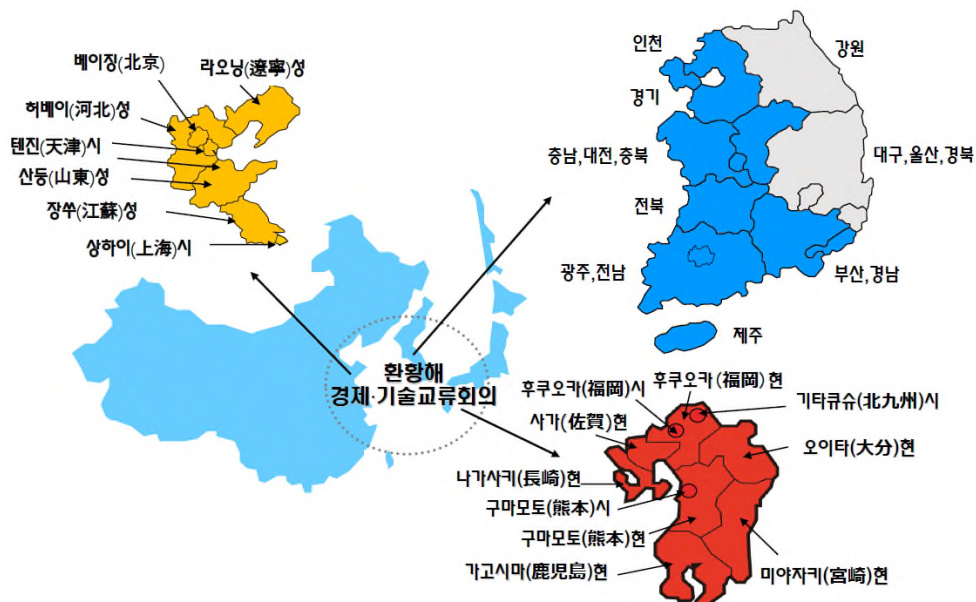 베이징(北京)
라오닝(遼寧)성
허베이(河北)성
텐진(天津)시
산둥(山東)성
장쑤(江蘇)성
상하이(上海)시
인천
강원
경기
충남,대전,충북
대구,울산,경북
전북
광주,전남
부산,경남
제주
환황해
경제·기술교류회의
후쿠오카(福岡)시
후쿠오카(福岡)현
기타큐슈(北九州)시
사가(佐賀)현
오이타(大分)현
나가사키(長崎)현
구마모토(熊本)시
구마모토(熊本)현
가고시마(鹿児島)현
미야자키(宮崎)현